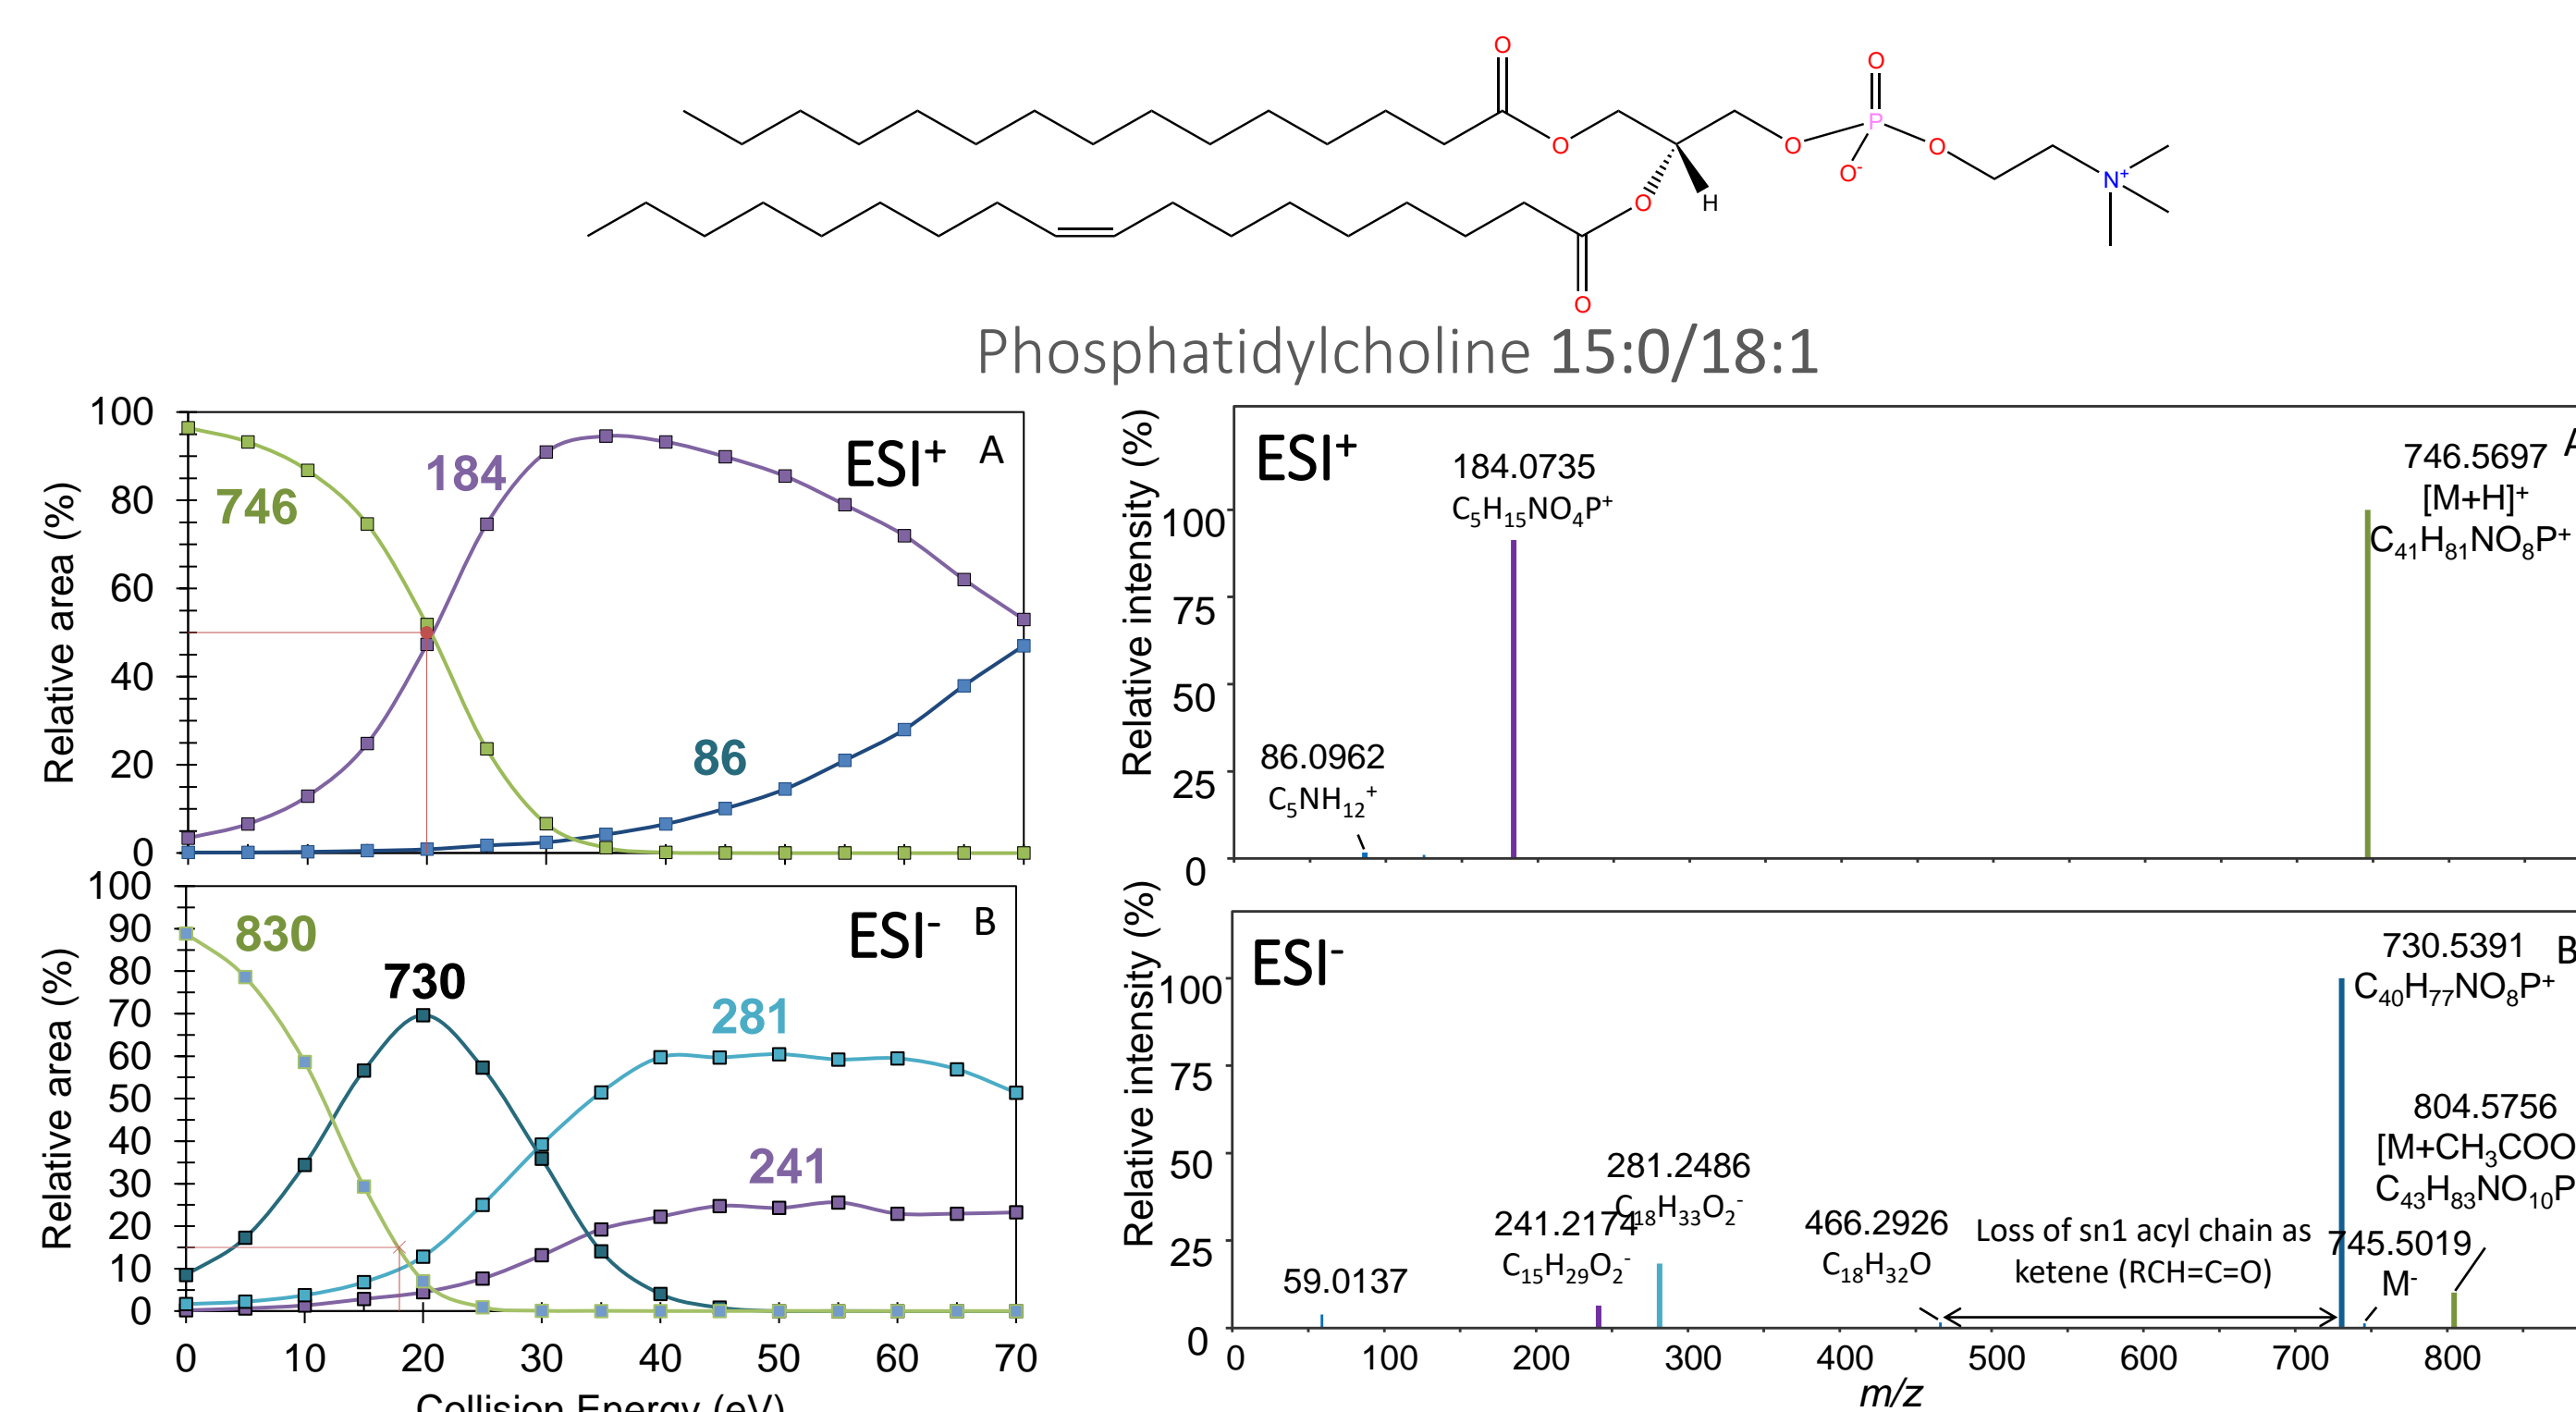 O
O
P
O
O
O
O-
N+
O
H
O
Phosphatidylcholine 15:0/18:1
Relative area (%)
100
80
60
40
20
0
746
184
86
ESI+
A
Relative intensity (%)
100
75
50
25
0
ESI+
86.0962
C5NH12+
184.0735
C5H15NO4P+
746.5697
[M+H]+
C41H81NO8P+
Relative area (%)
100
90
80
70
60
50
40
30
20
10
0
830
730
281
241
ESI-
B
0 10 20 30 40 50 60 70
Collision Energy (eV)
Relative intensity (%)
100
75
50
25
0
ESI-
59.0137
241.2174
C15H29O2-
281.2486
C18H33O2-
466.2926
C18H32O
Loss of sn1 acyl chain as
ketene (RCH=C=O)
730.5391
C40H77NO8P+
B
804.5756
[M+CH3COO
C43H83NO10P
745.5019
M-
0 100 200 300 400 500 600 700 800
m/z